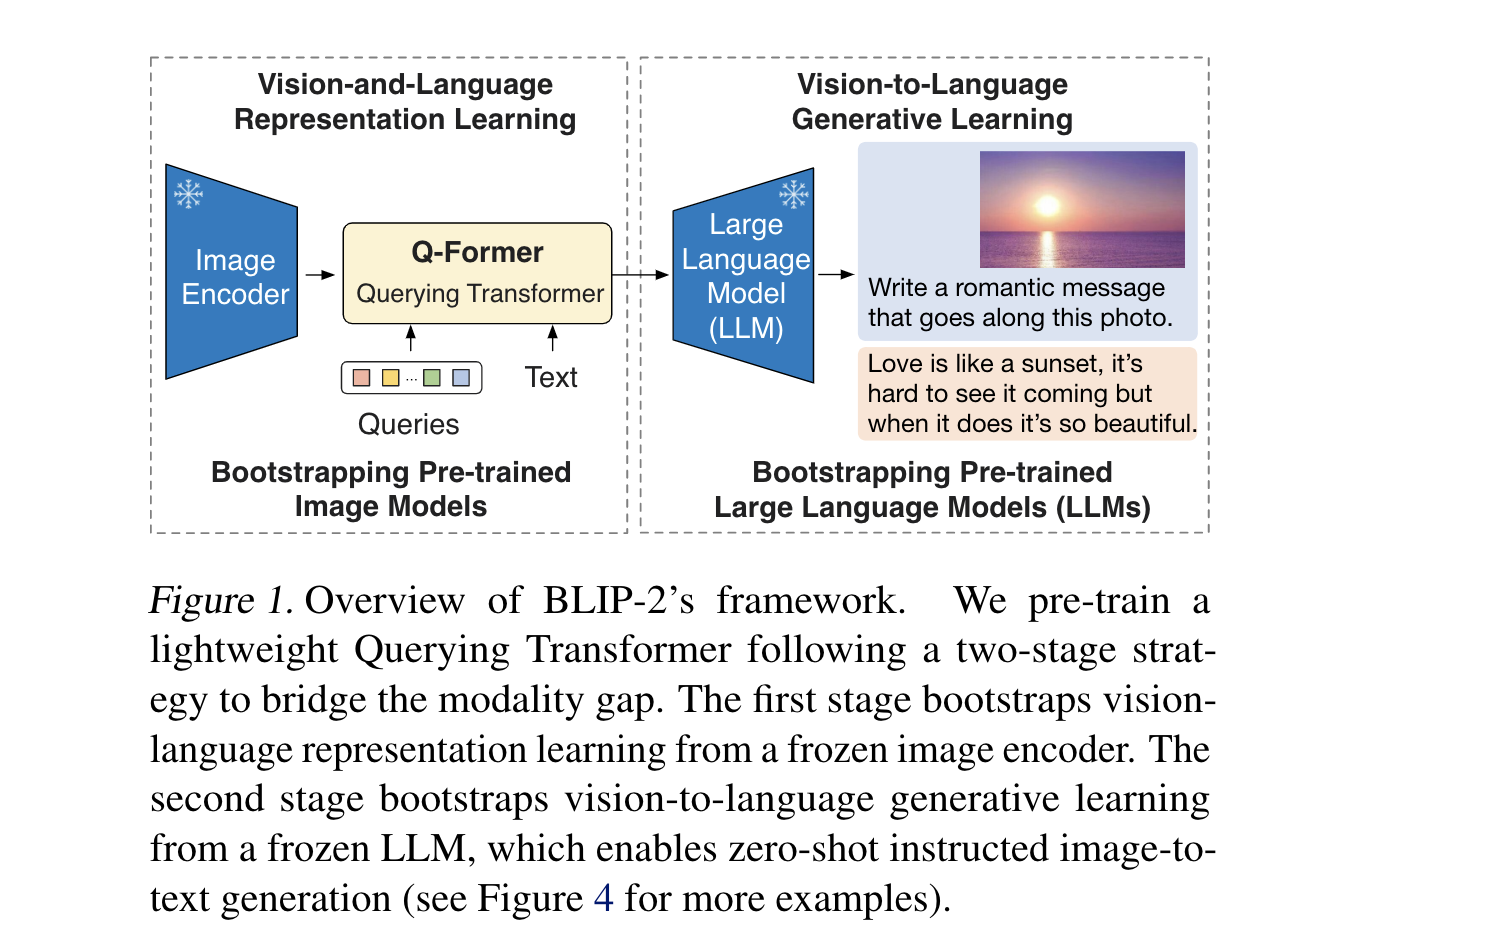 Vision-and-Language
Representation Learning
Image
Encoder
Q-Former
Querying Transformer
...
Queries
Text
Bootstrapping Pre-trained
Image Models
Vision-to-Language
Generative Learning
Large
Language
Model
(LLM)
Write a romantic message
that goes along this photo.
Love is like a sunset, it’s
hard to see it coming but
when it does it’s so beautiful.
Bootstrapping Pre-trained
Large Language Models (LLMs)
Figure 1. Overview of BLIP-2’s framework. We pre-train a
lightweight Querying Transformer following a two-stage strat-
egy to bridge the modality gap. The first stage bootstraps vision-
language representation learning from a frozen image encoder. The
second stage bootstraps vision-to-language generative learning
from a frozen LLM, which enables zero-shot instructed image-to-
text generation (see Figure 4 for more examples).